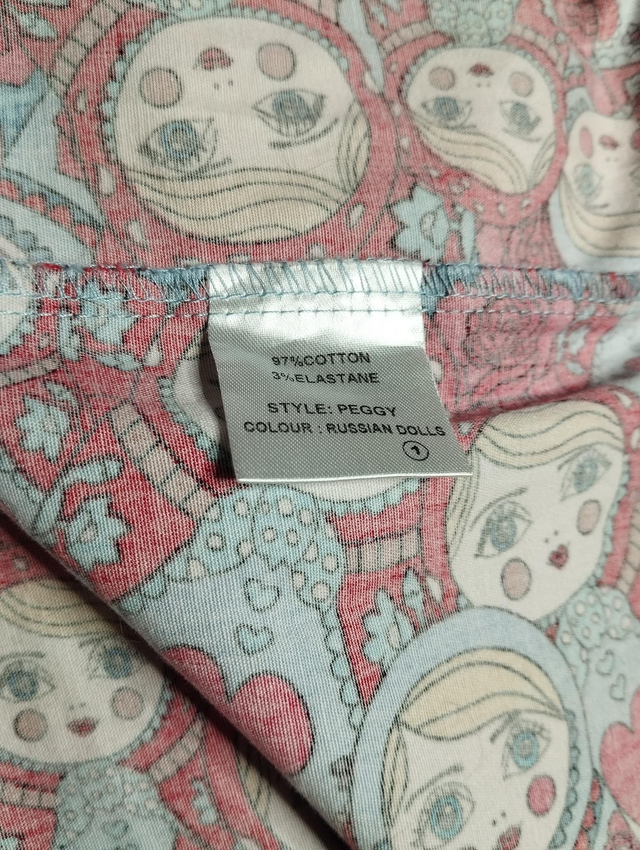 97%COTTON
3%ELASTANE
STYLE: PEGGY
COLOUR : RUSSIAN DOLLS
1